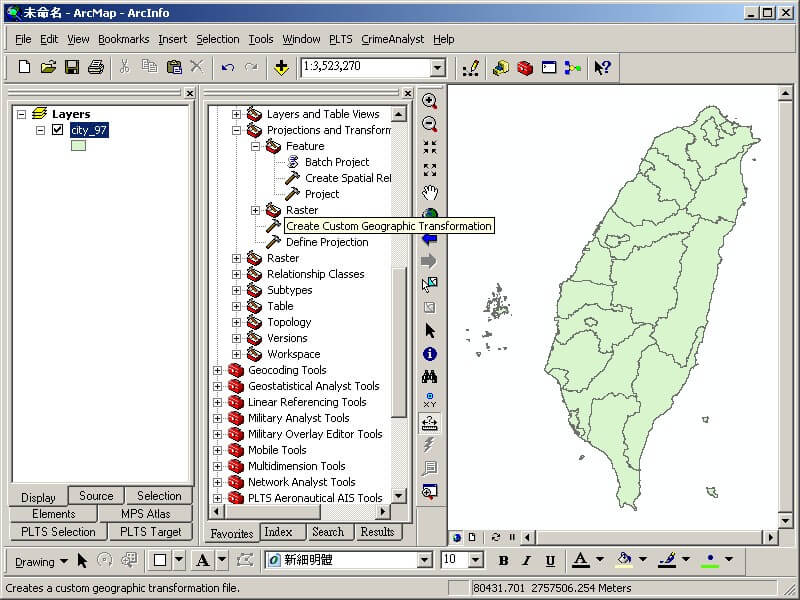 未命名 - ArcMap - ArcInfo
File Edit View Bookmarks Insert Selection Tools Window PLTS CrimeAnalyst Help
1:3,523,270
Layers
city_97
Layers and Table Views
Projections and Transform
Feature
Batch Project
Create Spatial Rel
Project
Raster
Create Custom Geographic Transformation
Define Projection
Raster
Relationship Classes
Subtypes
Table
Topology
Versions
Workspace
Geocoding Tools
Geostatistical Analyst Tools
Linear Referencing Tools
Military Analyst Tools
Military Overlay Editor Tools
Mobile Tools
Multidimension Tools
Network Analyst Tools
PLTS Aeronautical AIS Tools
XY
Display Source Selection
Elements MPS Atlas
PLTS Selection PLTS Target
Favorites Index Search Results
Drawing A 新細明體 10 B I U A
Creates a custom geographic transformation file. 80431.701 2757506.254 Meters